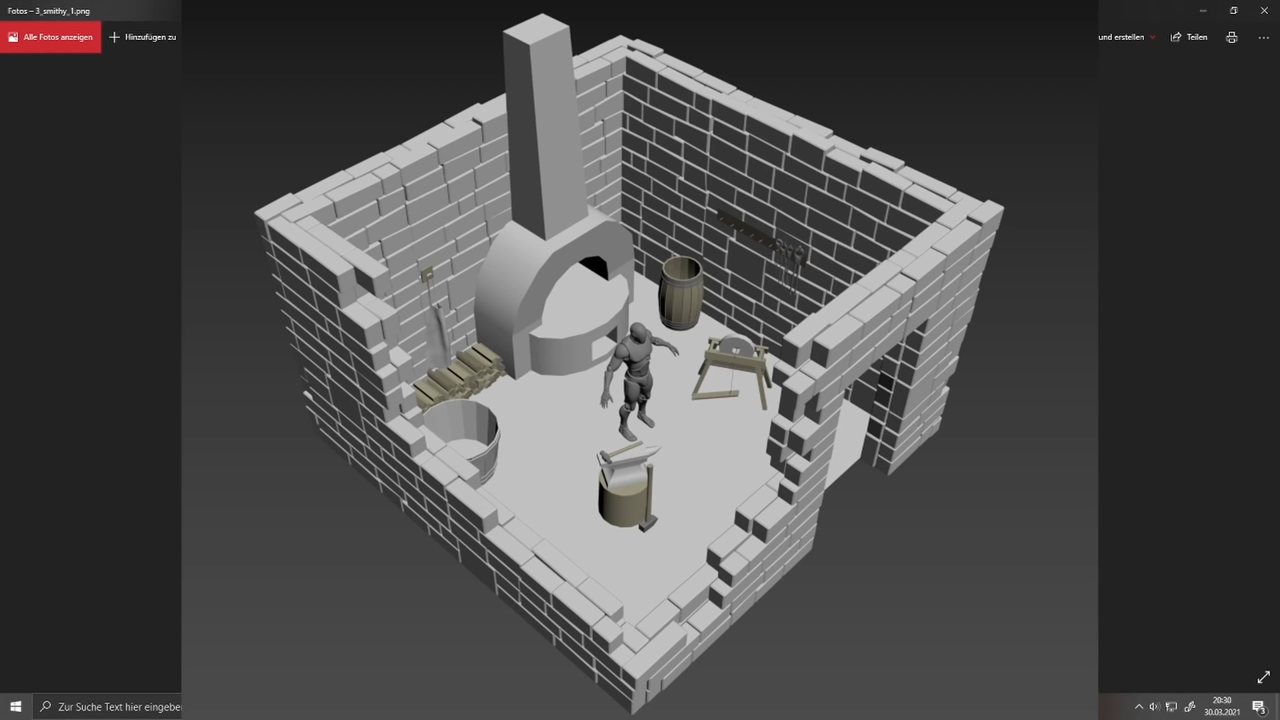 Fotos – 3_smithy_1.png
Alle Fotos anzeigen
Hinzufügen zu
und erstellen
Teilen
Zur Suche Text hier eingebe
20:30
30.03.2021